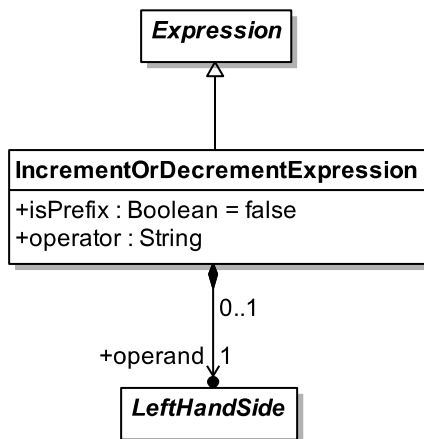 Expression
IncrementOrDecrementExpression
+isPrefix : Boolean = false
+operator : String
0..1
+operand 1
LeftHandSide